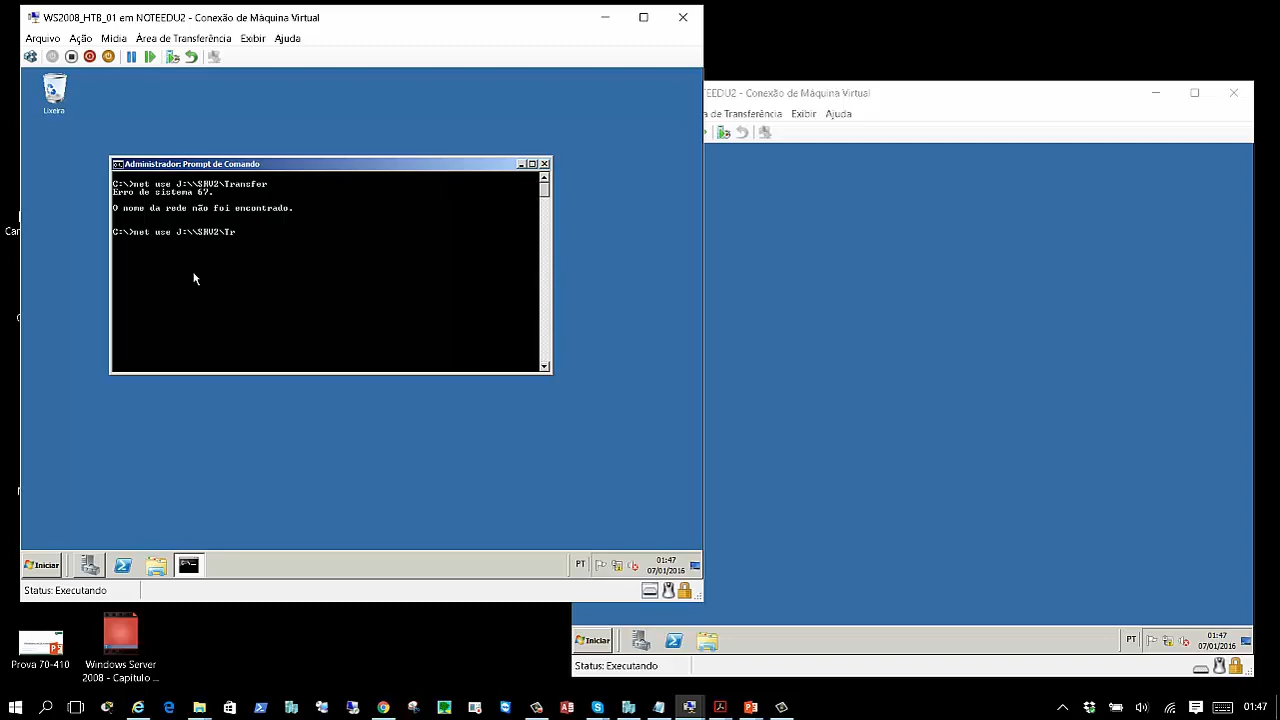 WS2008_HTB_01 em NOTEEDU2 - Conexão de Máquina Virtual
Arquivo Ação Mídia Área de Transferência Exibir Ajuda
Lixeira
TEEDU2 - Conexão de Máquina Virtual
a de Transferência Exibir Ajuda
Administrador: Prompt de Comando
C:\>net use J:\\SRV2\Transfer
Erro de sistema 67.
O nome da rede não foi encontrado.
C:\>net use J:\\SRV2\Tr
Iniciar
PT
01:47
07/01/2016
Status: Executando
Iniciar
PT
01:47
07/01/2016
Status: Executando
Prova 70-410
Windows Server
2008 - Capitulo ...
01:47